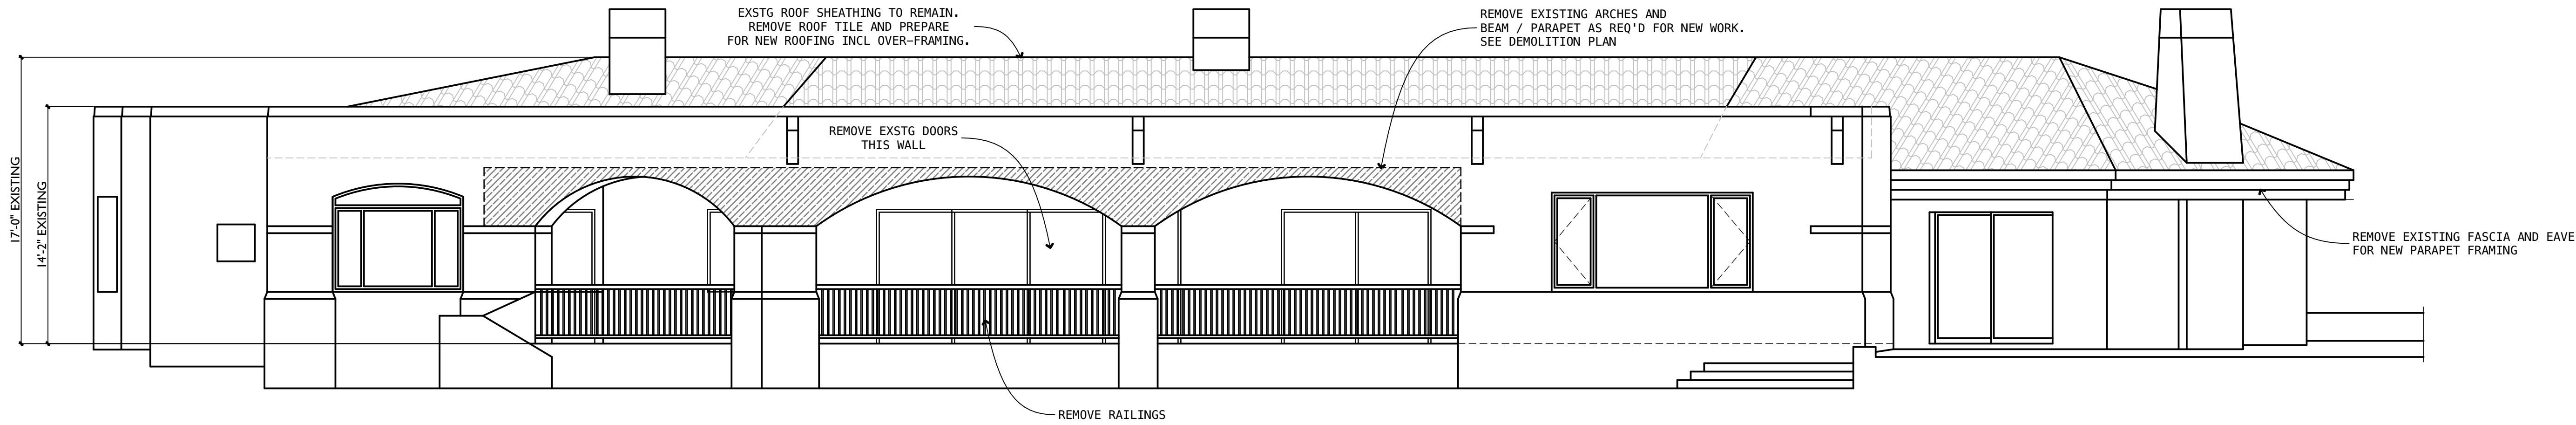 EXSTG ROOF SHEATHING TO REMAIN.
REMOVE ROOF TILE AND PREPARE
FOR NEW ROOFING INCL OVER-FRAMING.
REMOVE EXISTING ARCHES AND
BEAM / PARAPET AS REQ'D FOR NEW WORK.
SEE DEMOLITION PLAN
REMOVE EXSTG DOORS
THIS WALL
17'-0" EXISTING
14'-2" EXISTING
REMOVE EXISTING FASCIA AND EAVE
FOR NEW PARAPET FRAMING
REMOVE RAILINGS